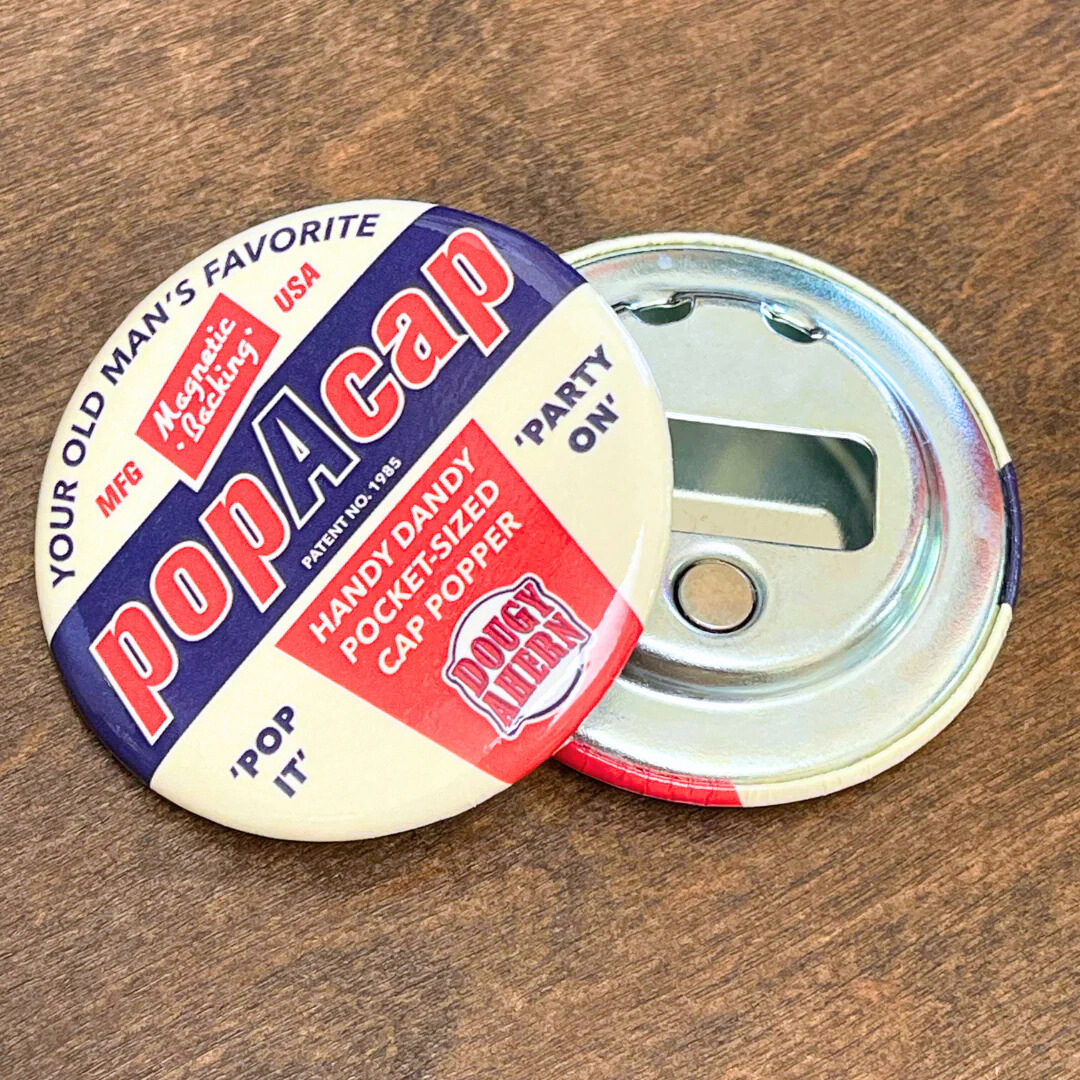 YOUR OLD MAN'S FAVORITE
MFG
Magnetic
·Backing·
USA
popAcap
PATENT NO. 1985
HANDY DANDY
POCKET-SIZED
CAP POPPER
'PARTY
ON'
'POP
IT'
DOUGY
AHERN